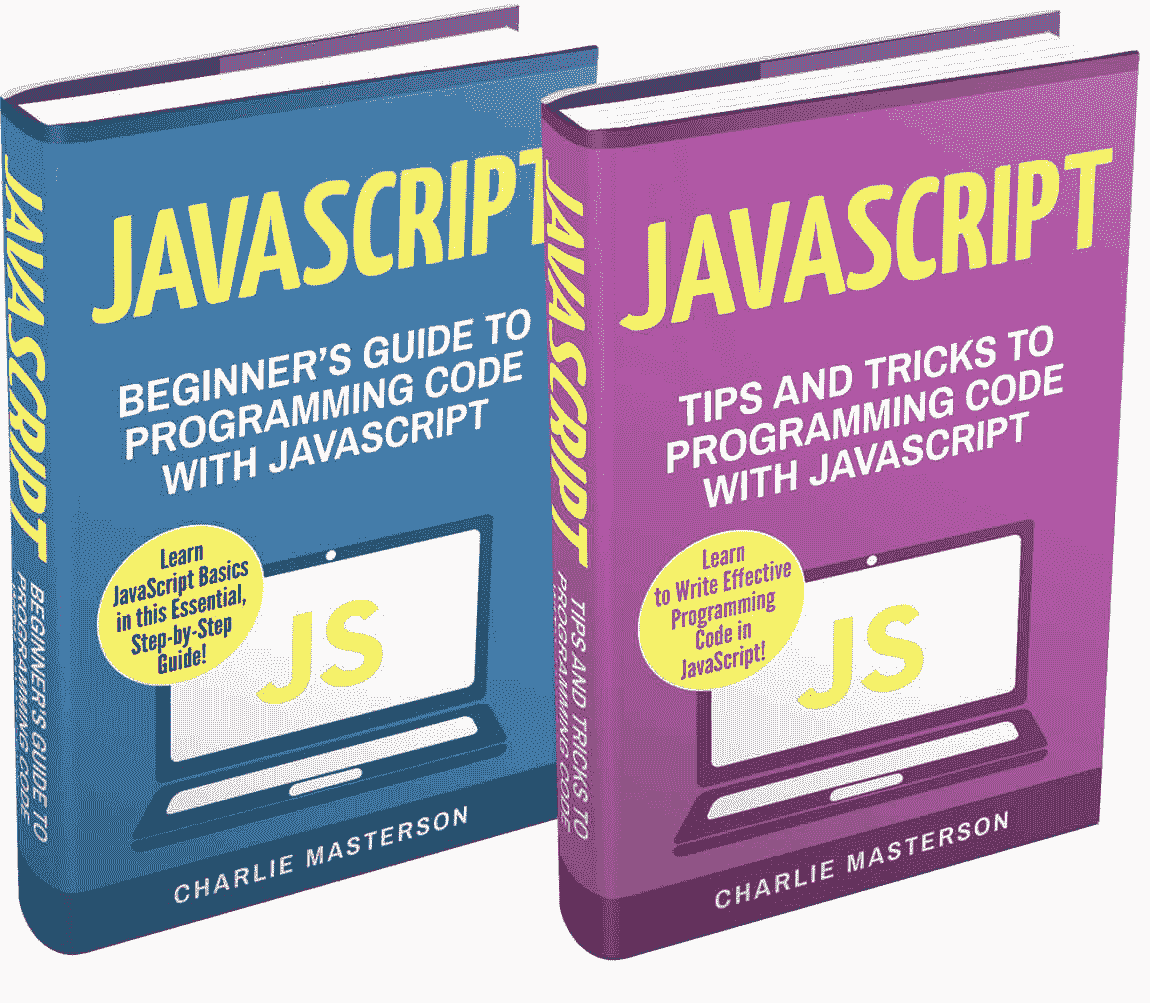 JAVASCRIPT
BEGINNER'S GUIDE TO
PROGRAMMING CODE
WITH JAVASCRIPT
Learn
JavaScript Basics
in this Essential,
Step-by-Step
Guide!
JS
CHARLIE MASTERSON
JAVASCRIPT
BEGINNER'S GUIDE TO
PROGRAMMING CODE
JAVASCRIPT
TIPS AND TRICKS TO
PROGRAMMING CODE
WITH JAVASCRIPT
Learn
to Write Effective
Programming
Code in
JavaScript!
JS
CHARLIE MASTERSON
JAVASCRIPT
TIPS AND TRICKS TO
PROGRAMMING CODE